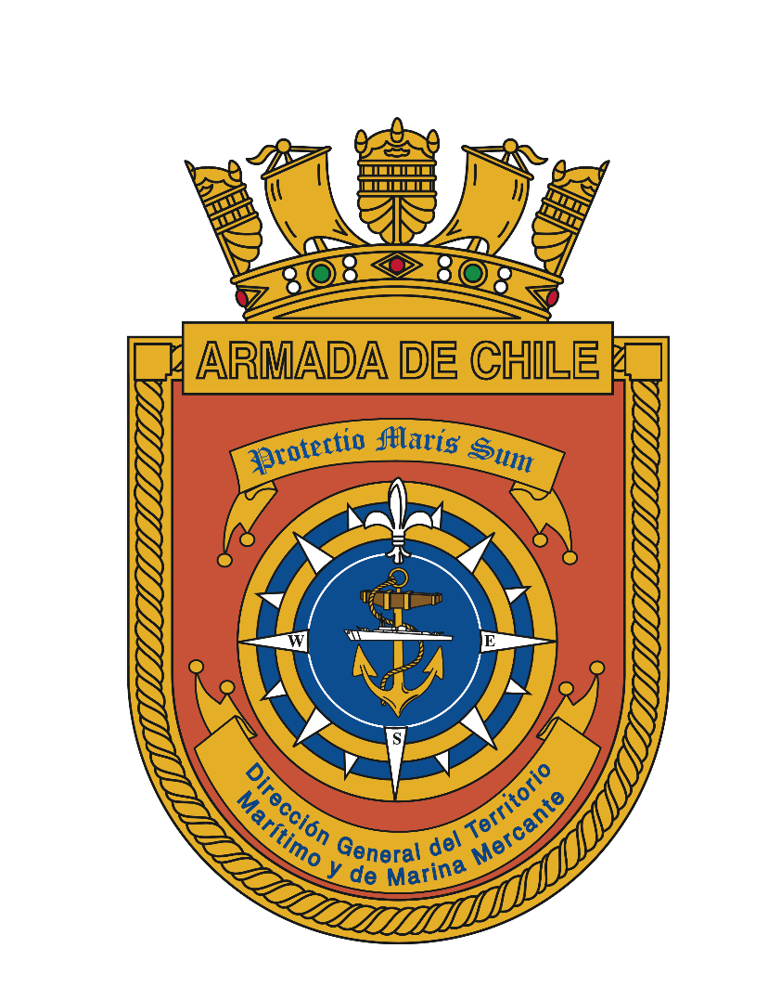 ARMADA DE CHILE
Protectio Maris Sum
W
E
S
Dirección General del Territorio
Marítimo y de Marina Mercante